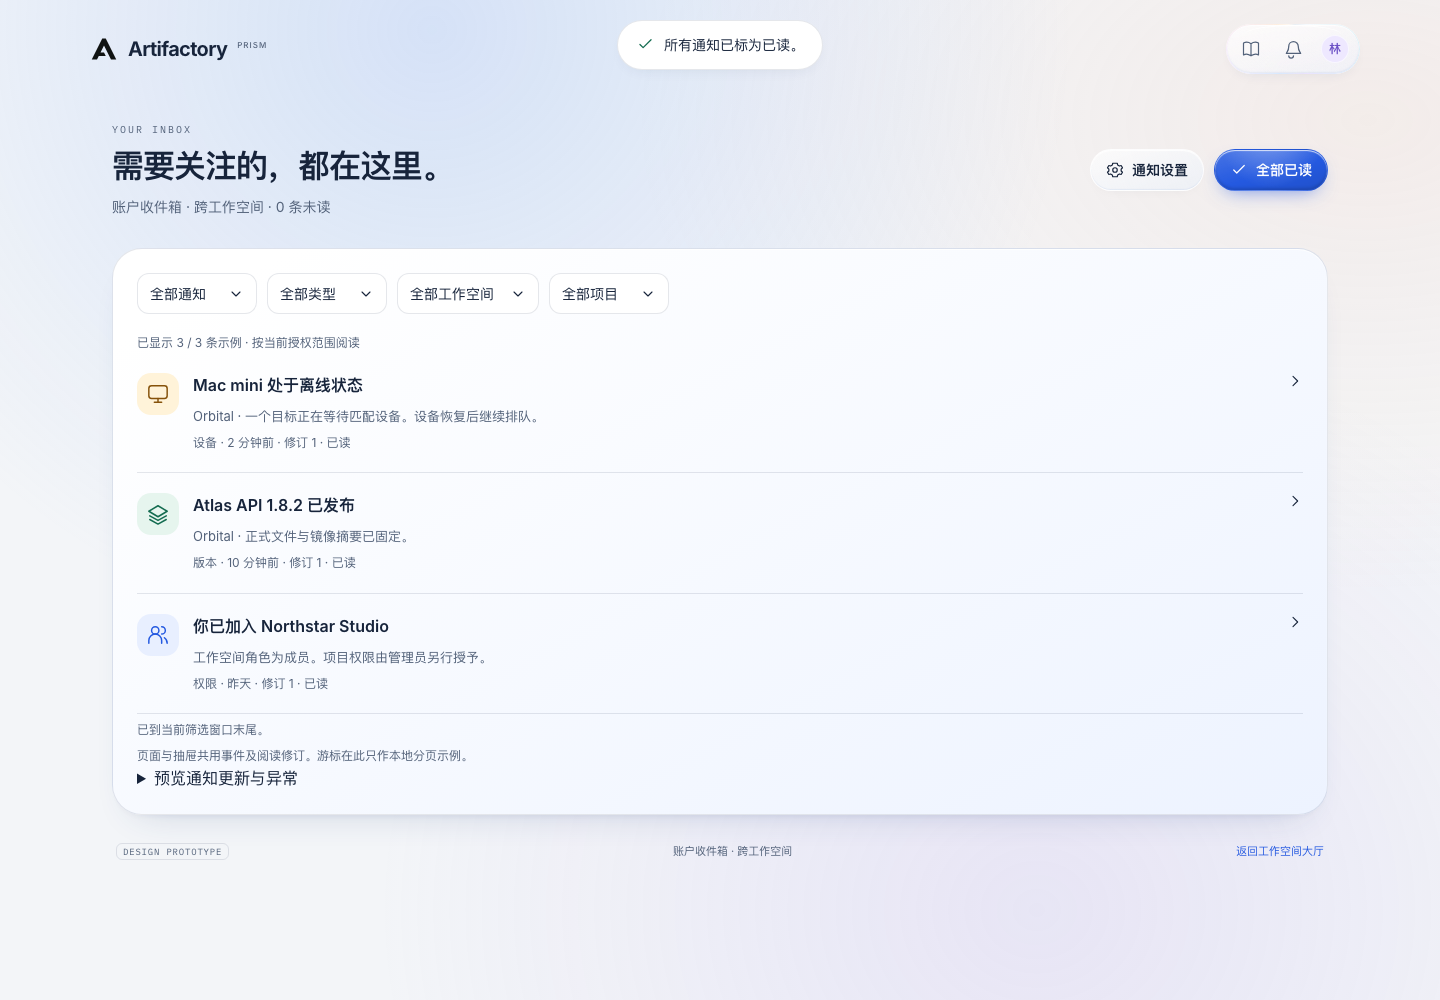 Artifactory PRISM
所有通知已标为已读。
林
YOUR INBOX
需要关注的，都在这里。
账户收件箱 · 跨工作空间 · 0 条未读
通知设置
全部已读
全部通知
全部类型
全部工作空间
全部项目
已显示 3 / 3 条示例 · 按当前授权范围阅读
Mac mini 处于离线状态
Orbital · 一个目标正在等待匹配设备。设备恢复后继续排队。
设备 · 2 分钟前 · 修订 1 · 已读
Atlas API 1.8.2 已发布
Orbital · 正式文件与镜像摘要已固定。
版本 · 10 分钟前 · 修订 1 · 已读
你已加入 Northstar Studio
工作空间角色为成员。项目权限由管理员另行授予。
权限 · 昨天 · 修订 1 · 已读
已到当前筛选窗口末尾。
页面与抽屉共用事件及阅读修订。游标在此只作本地分页示例。
预览通知更新与异常
DESIGN PROTOTYPE
账户收件箱 · 跨工作空间
返回工作空间大厅